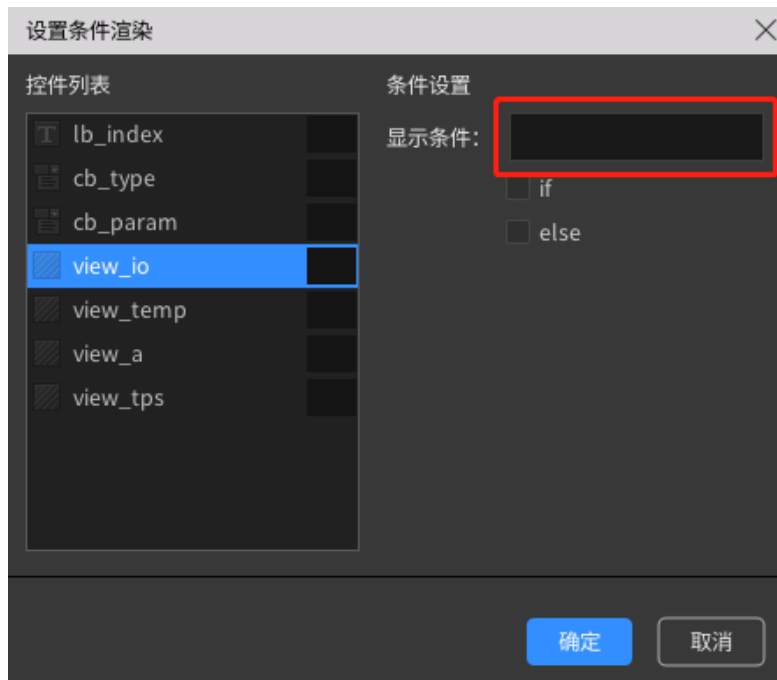 设置条件渲染
控件列表
lb_index
cb_type
cb_param
view_io
view_temp
view_a
view_tps
条件设置
显示条件：
if
else
确定
取消